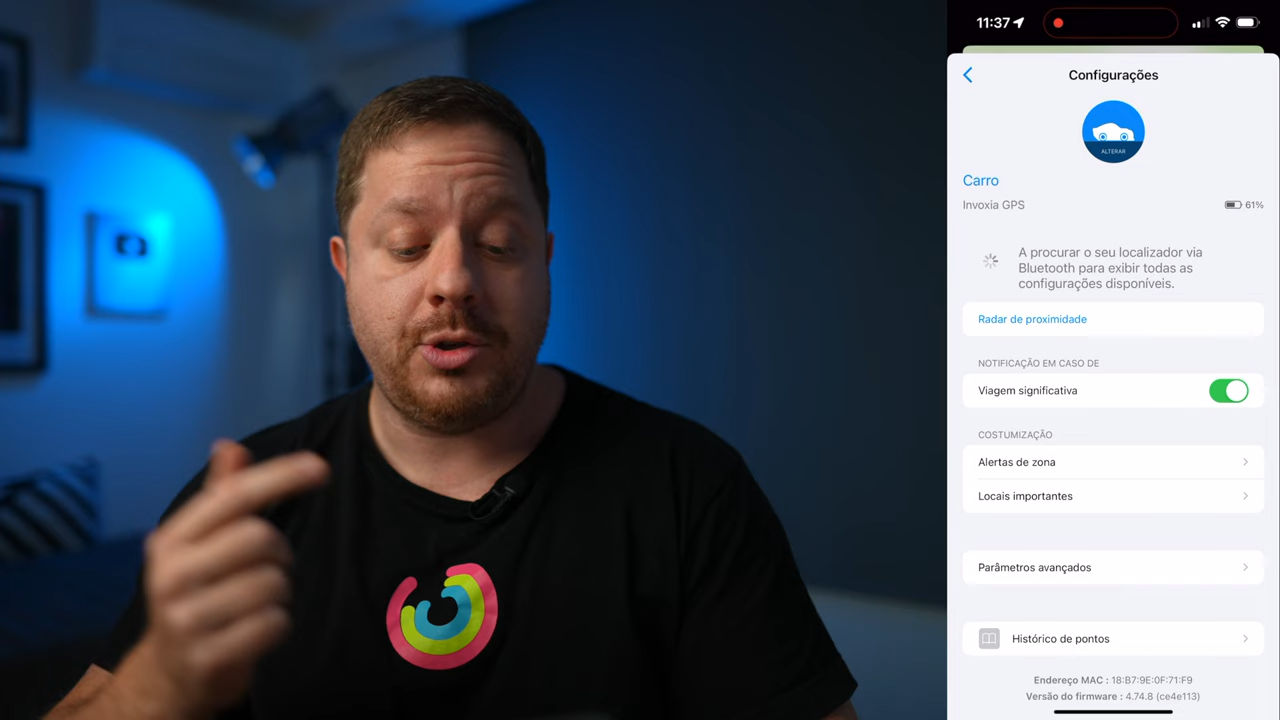 11:37
Configurações
ALTERAR
Carro
Invoxia GPS
61%
A procurar o seu localizador via
Bluetooth para exibir todas as
configurações disponíveis.
Radar de proximidade
NOTIFICAÇÃO EM CASO DE
Viagem significativa
COSTUMIZAÇÃO
Alertas de zona
Locais importantes
Parâmetros avançados
Histórico de pontos
Endereço MAC : 18:B7:9E:0F:71:F9
Versão do firmware : 4.74.8 (ce4e113)